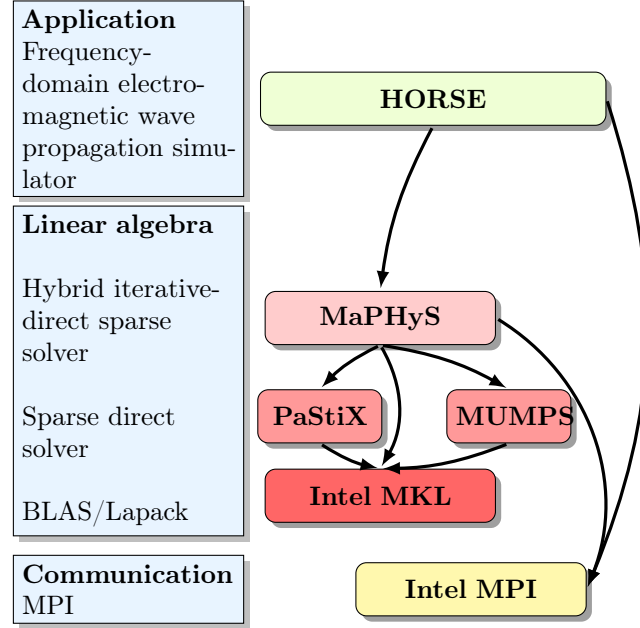 Application
Frequency-
domain electro-
magnetic wave
propagation simu-
lator
HORSE
Linear algebra
Hybrid iterative-
direct sparse
solver
MaPHyS
Sparse direct
solver
PaStiX
MUMPS
BLAS/Lapack
Intel MKL
Communication
MPI
Intel MPI